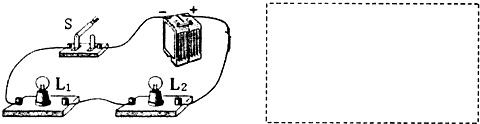 S
− +
L₁ L₂